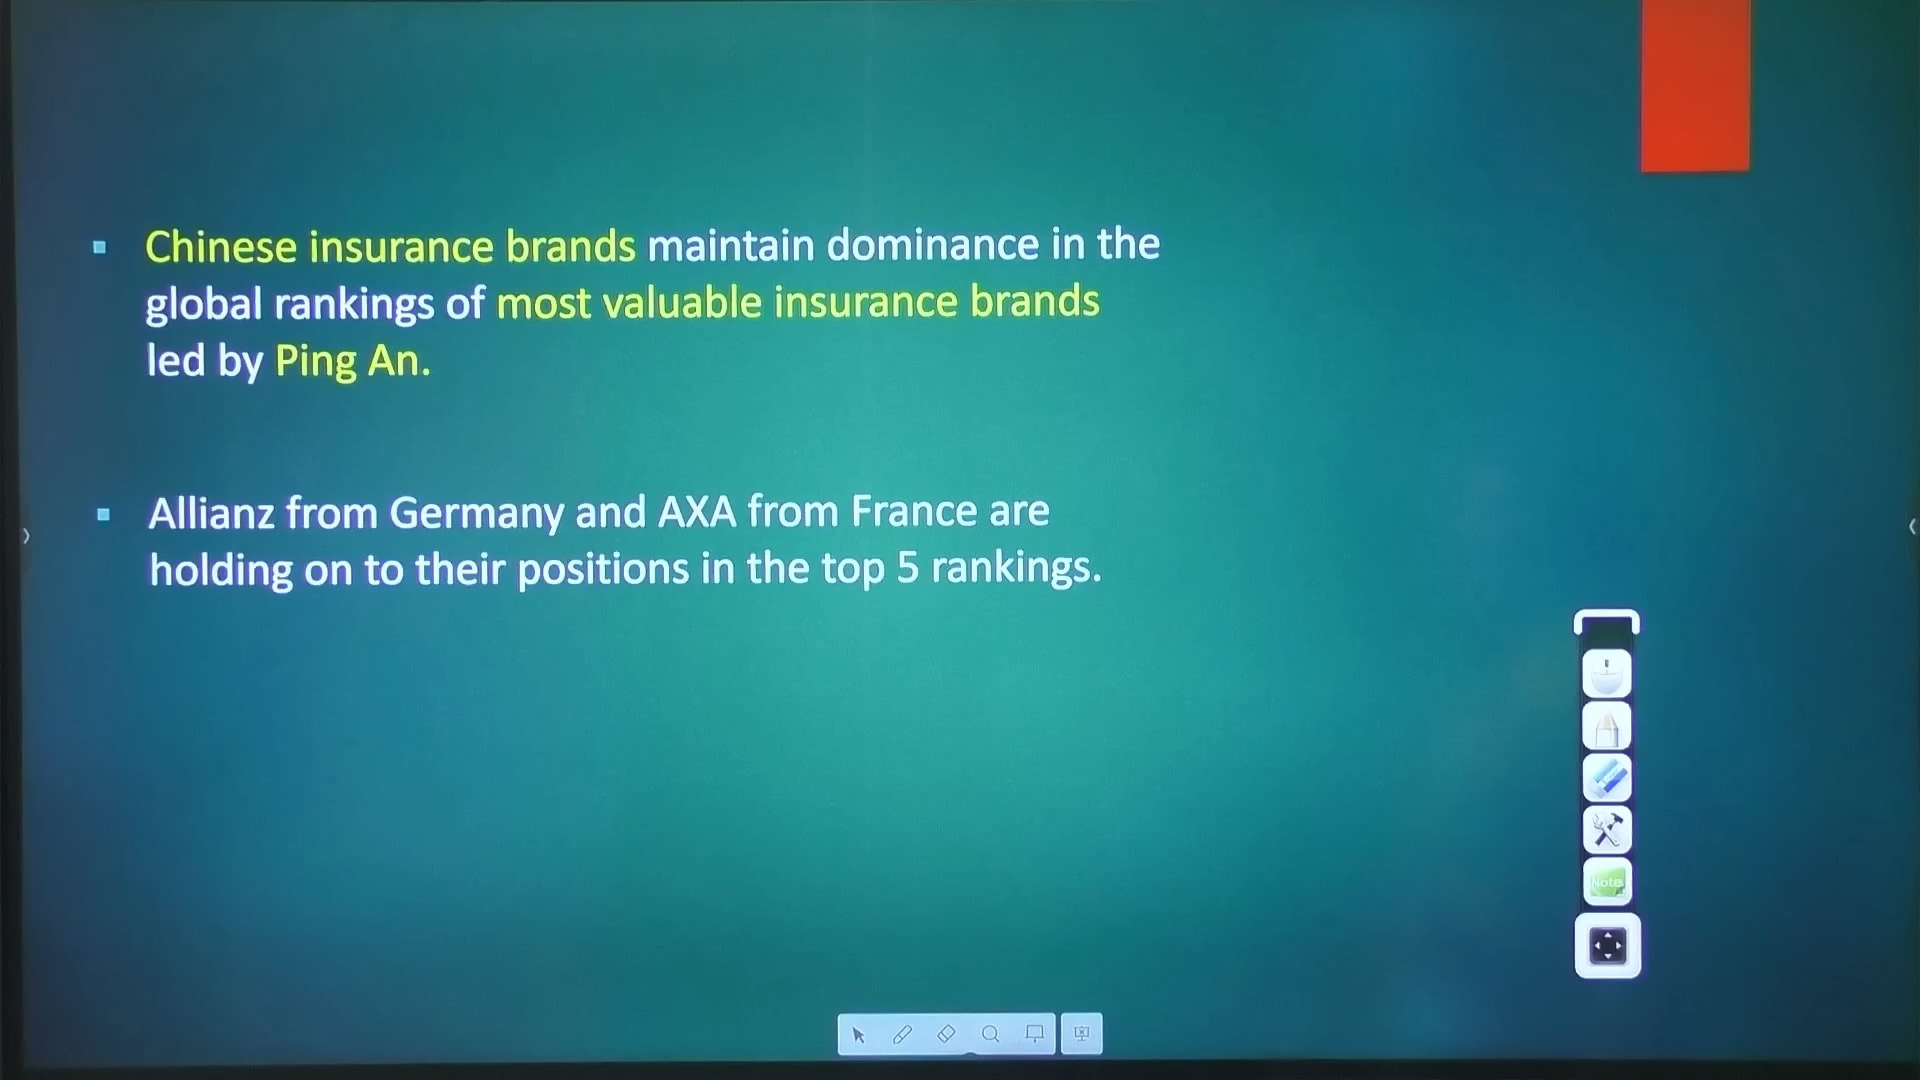 Chinese insurance brands maintain dominance in the
global rankings of most valuable insurance brands
led by Ping An.
Allianz from Germany and AXA from France are
holding on to their positions in the top 5 rankings.
Note